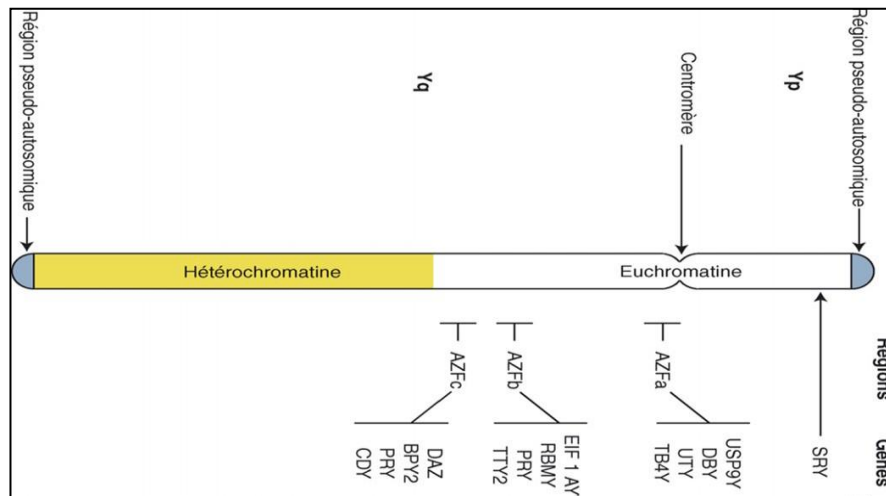 Région pseudo-autosomique
Yp
Centromère
Yq
Région pseudo-autosomique
Hétérochromatine
Euchromatine
Régions
Gènes
SRY
AZFa
USP9Y
DBY
UTY
TB4Y
AZFb
EIF 1 AY
RBMY
PRY
TTY2
AZFc
DAZ
BPY2
PRY
CDY